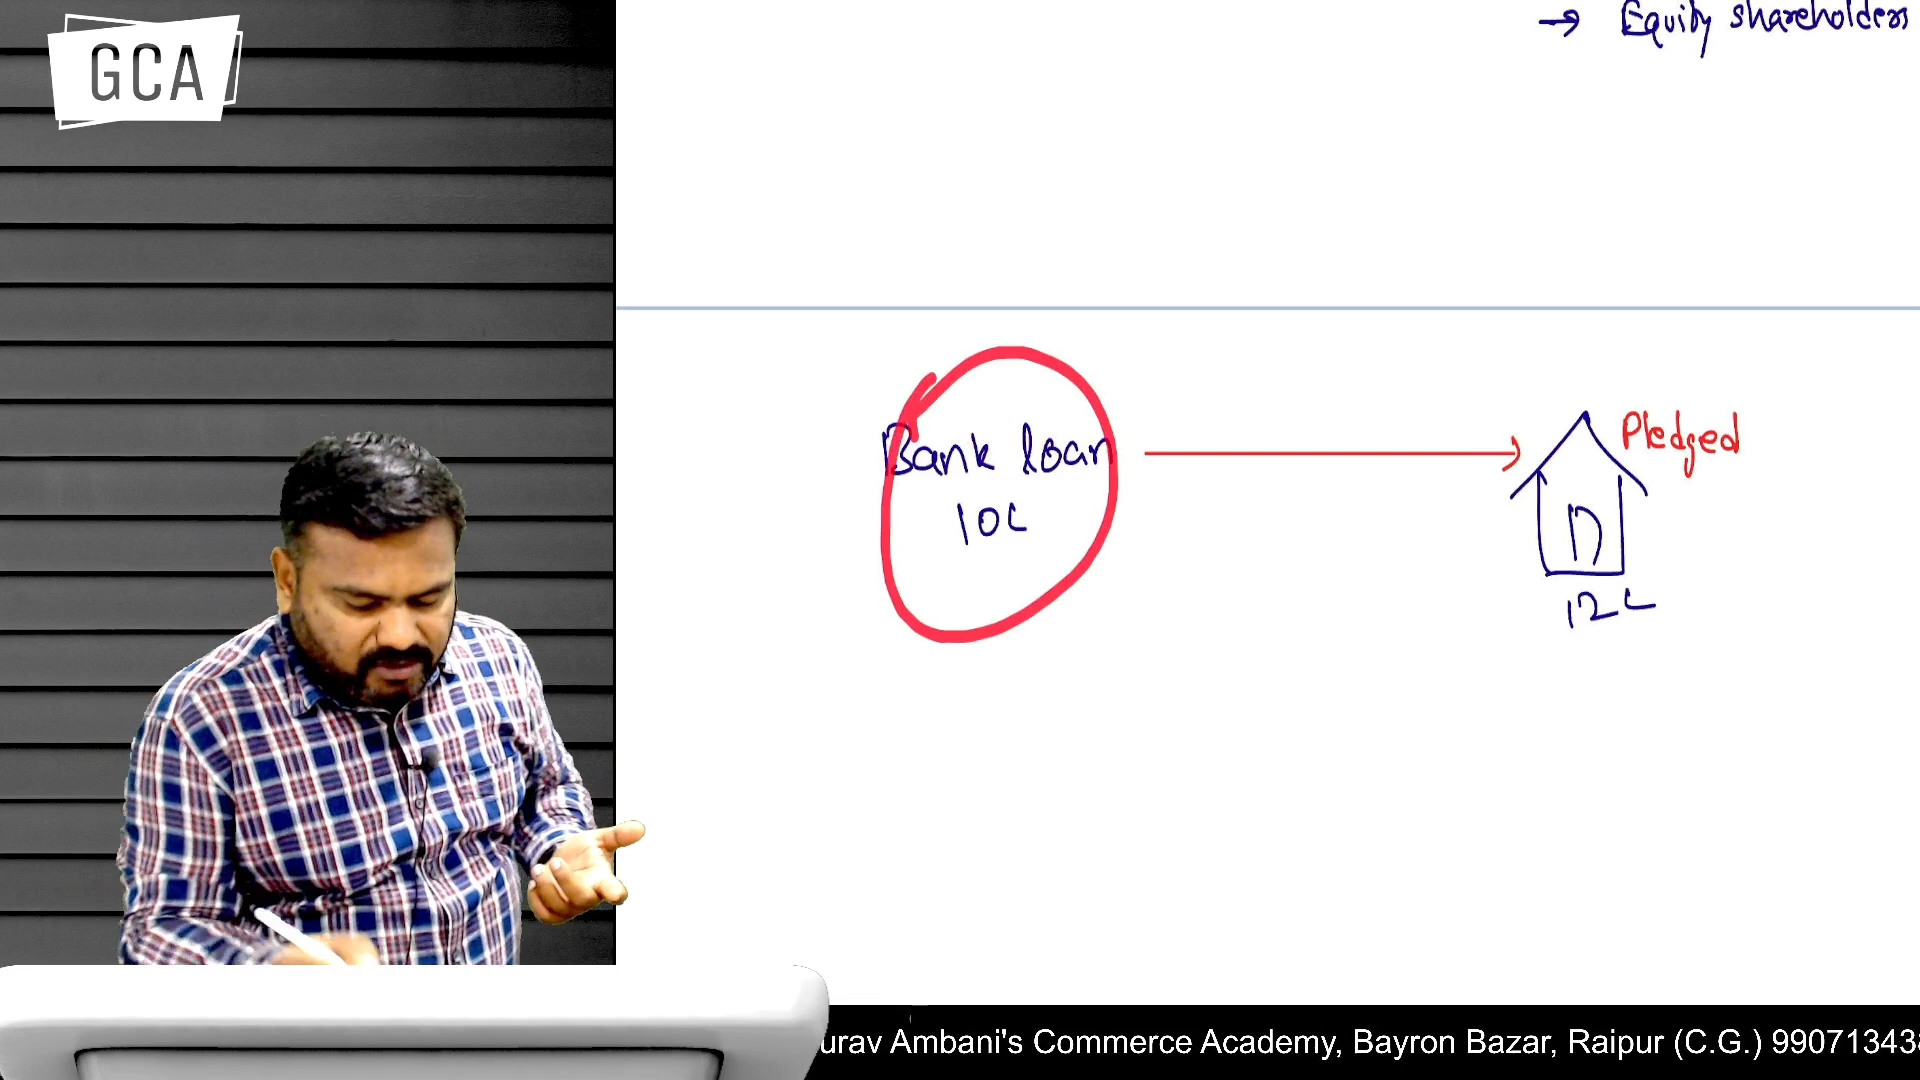 GCA
→ Equity shareholders
Bank loan
10L
Pledged
12L
urav Ambani's Commerce Academy, Bayron Bazar, Raipur (C.G.) 99071343